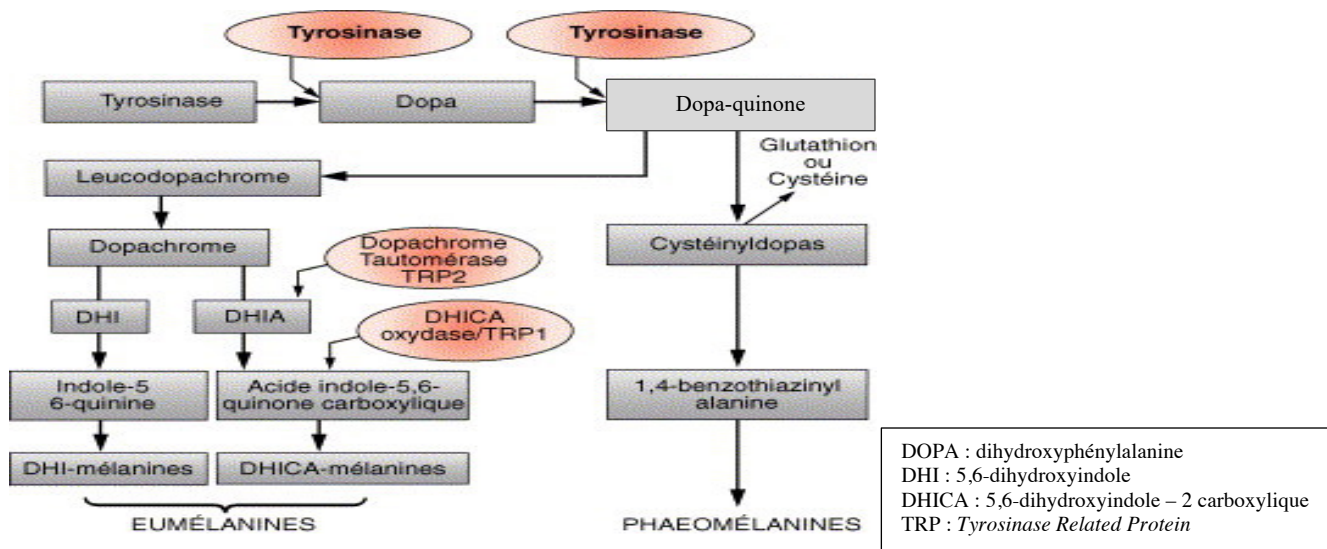 Tyrosinase
Tyrosinase
Tyrosinase
Dopa
Dopa-quinone
Glutathion
ou
Cystéine
Leucodopachrome
Dopachrome
Dopachrome
Tautomérase
TRP2
Cystéinyldopas
DHI
DHIA
DHICA
oxydase/TRP1
Indole-5
6-quinine
Acide indole-5,6-
quinone carboxylique
1,4-benzothiazinyl
alanine
DHI-mélanines
DHICA-mélanines
EUMÉLANINES
PHAEOMÉLANINES
DOPA : dihydroxyphénylalanine
DHI : 5,6-dihydroxyindole
DHICA : 5,6-dihydroxyindole – 2 carboxylique
TRP : Tyrosinase Related Protein